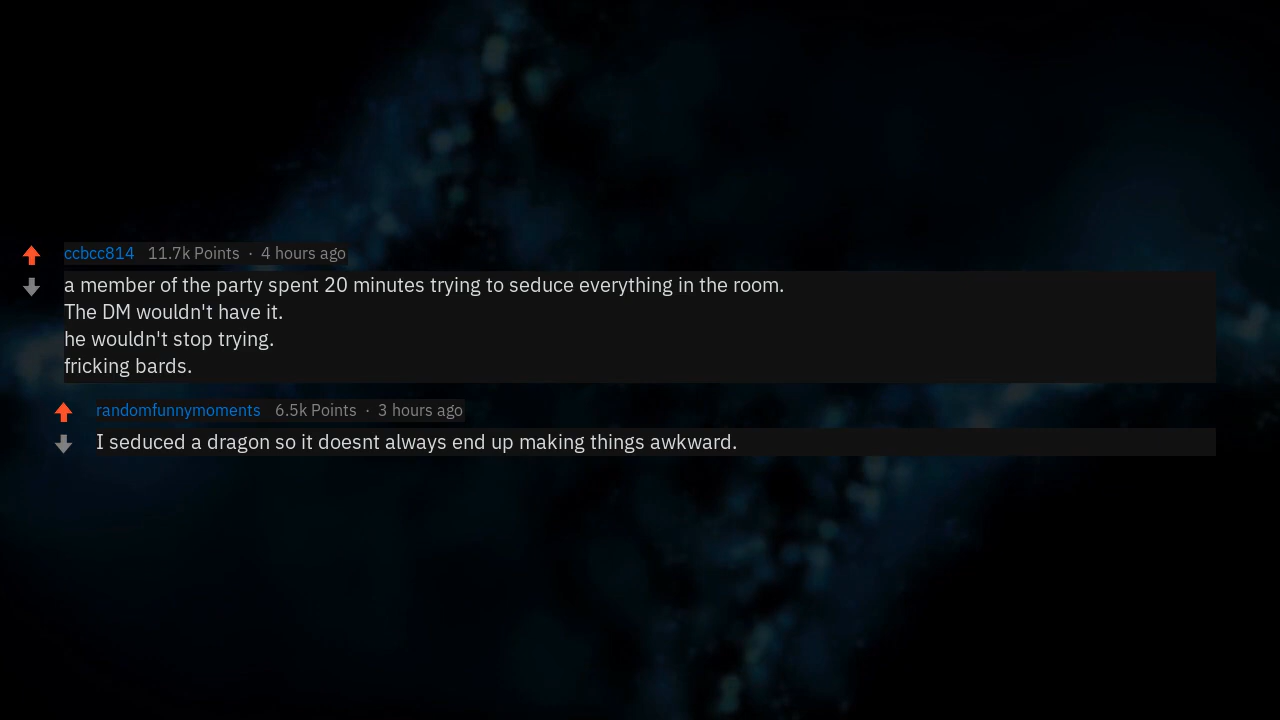 ccbcc814 11.7k Points · 4 hours ago
a member of the party spent 20 minutes trying to seduce everything in the room.
The DM wouldn't have it.
he wouldn't stop trying.
fricking bards.
randomfunnymoments 6.5k Points · 3 hours ago
I seduced a dragon so it doesnt always end up making things awkward.